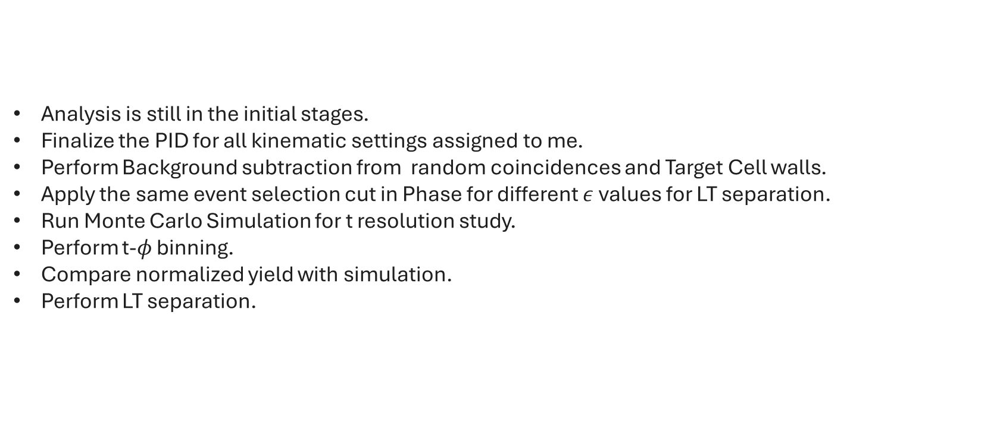 • Analysis is still in the initial stages.
• Finalize the PID for all kinematic settings assigned to me.
• Perform Background subtraction from  random coincidences and Target Cell walls.
• Apply the same event selection cut in Phase for different ϵ values for LT separation.
• Run Monte Carlo Simulation for t resolution study.
• Perform t-ϕ binning.
• Compare normalized yield with simulation.
• Perform LT separation.